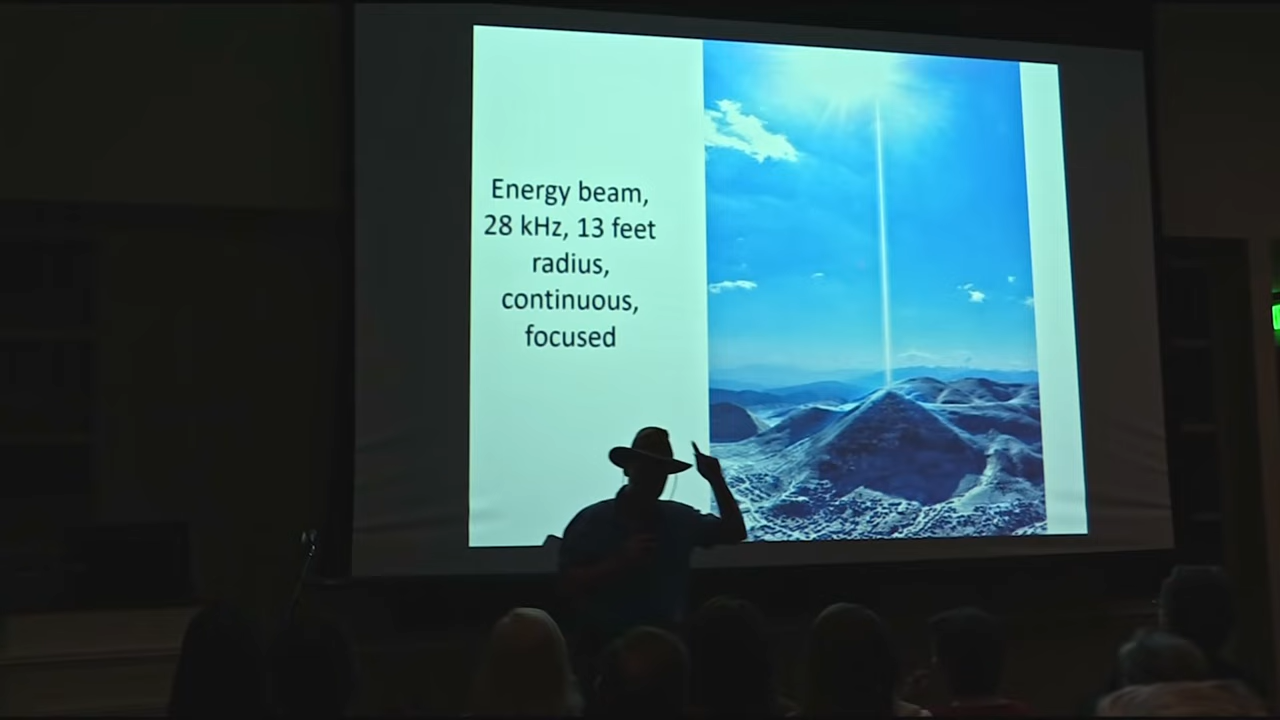 Energy beam,
28 kHz, 13 feet
radius,
continuous,
focused